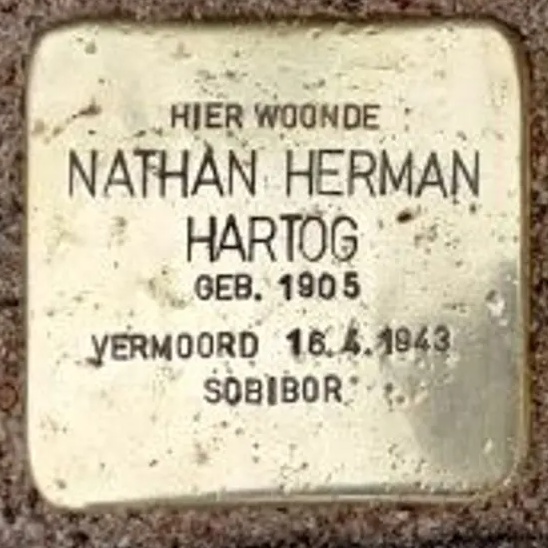 HIER WOONDE
NATHAN HERMAN
HARTOG
GEB. 1905
VERMOORD 16.4.1943
SOBIBOR